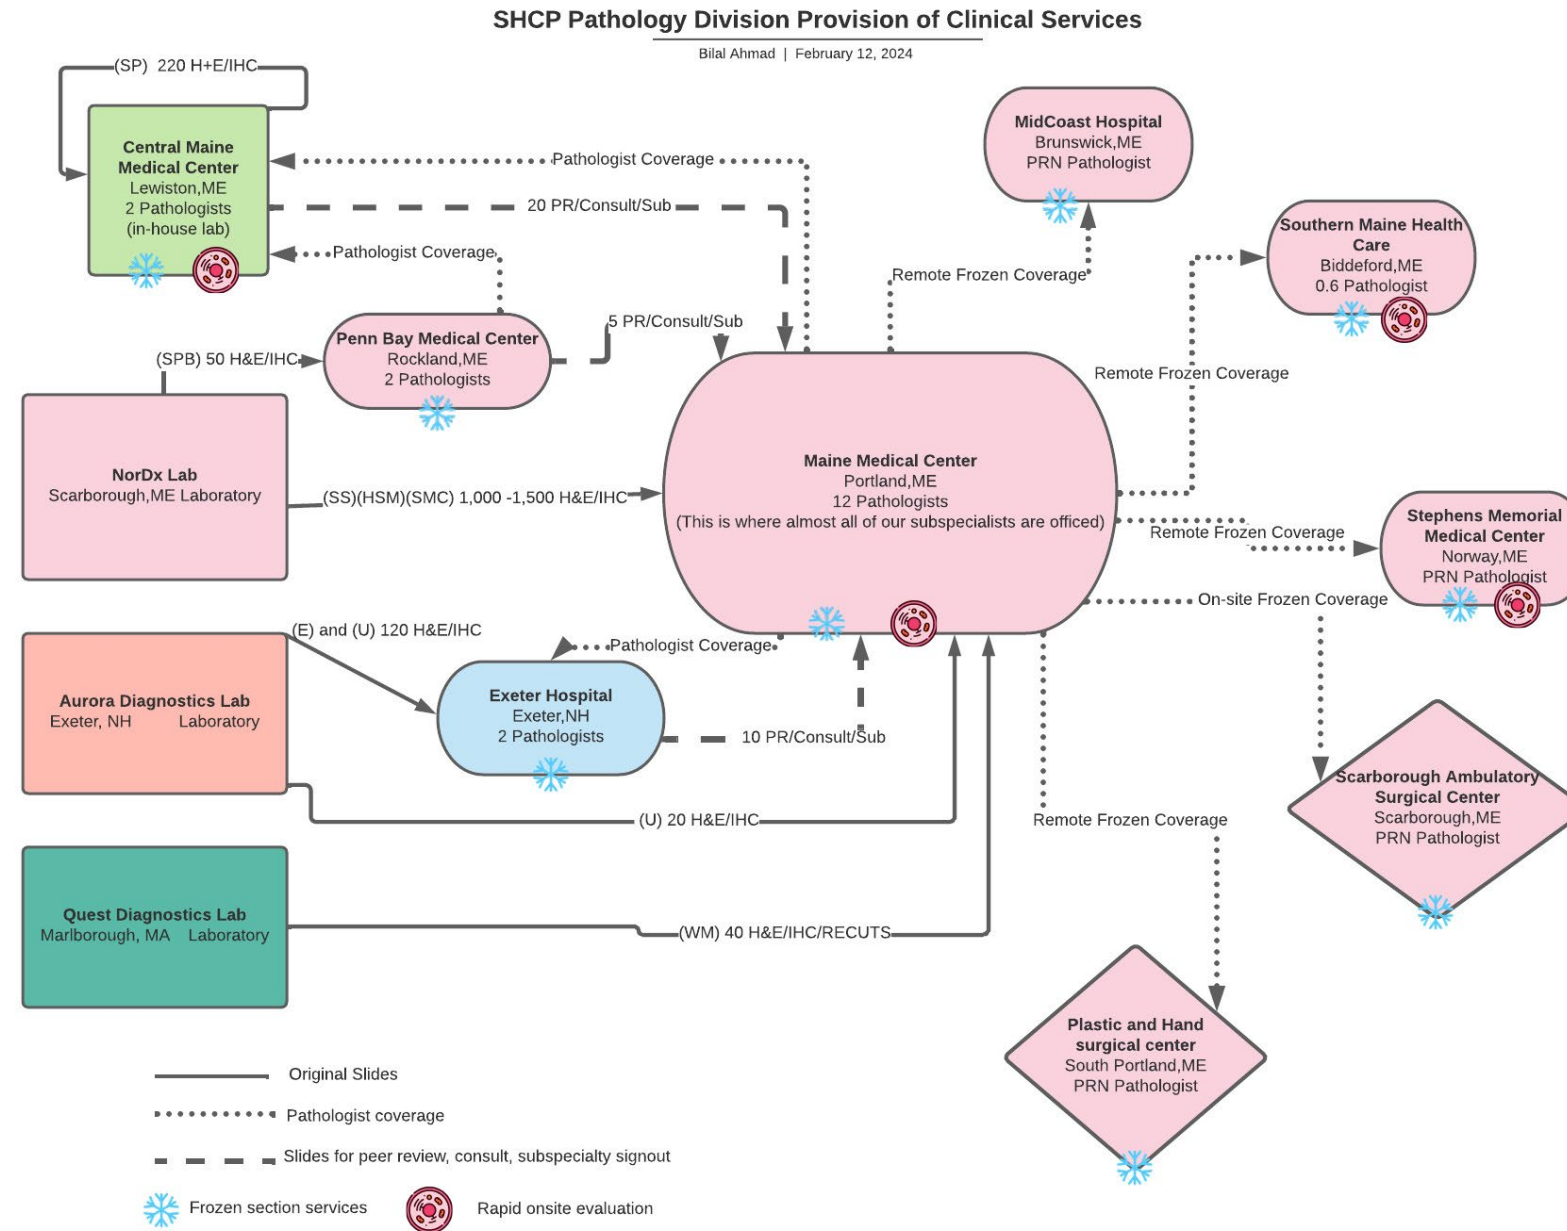 SHCP Pathology Division Provision of Clinical Services
Bilal Ahmad | February 12, 2024
(SP) 220 H+E/IHC
Central Maine
Medical Center
Lewiston,ME
2 Pathologists
(in-house lab)
Pathologist Coverage
20 PR/Consult/Sub
Pathologist Coverage
MidCoast Hospital
Brunswick,ME
PRN Pathologist
Southern Maine Health
Care
Biddeford,ME
0.6 Pathologist
Remote Frozen Coverage
5 PR/Consult/Sub
Penn Bay Medical Center
Rockland,ME
2 Pathologists
(SPB) 50 H&E/IHC
Remote Frozen Coverage
NorDx Lab
Scarborough,ME Laboratory
(SS)(HSM)(SMC) 1,000 -1,500 H&E/IHC
Maine Medical Center
Portland,ME
12 Pathologists
(This is where almost all of our subspecialists are officed)
Remote Frozen Coverage
Stephens Memorial
Medical Center
Norway,ME
PRN Pathologist
On-site Frozen Coverage
(E) and (U) 120 H&E/IHC
Pathologist Coverage
Aurora Diagnostics Lab
Exeter, NH Laboratory
Exeter Hospital
Exeter,NH
2 Pathologists
10 PR/Consult/Sub
Scarborough Ambulatory
Surgical Center
Scarborough,ME
PRN Pathologist
(U) 20 H&E/IHC
Remote Frozen Coverage
Quest Diagnostics Lab
Marlborough, MA Laboratory
(WM) 40 H&E/IHC/RECUTS
Plastic and Hand
surgical center
South Portland,ME
PRN Pathologist
Original Slides
Pathologist coverage
Slides for peer review, consult, subspecialty signout
Frozen section services
Rapid onsite evaluation